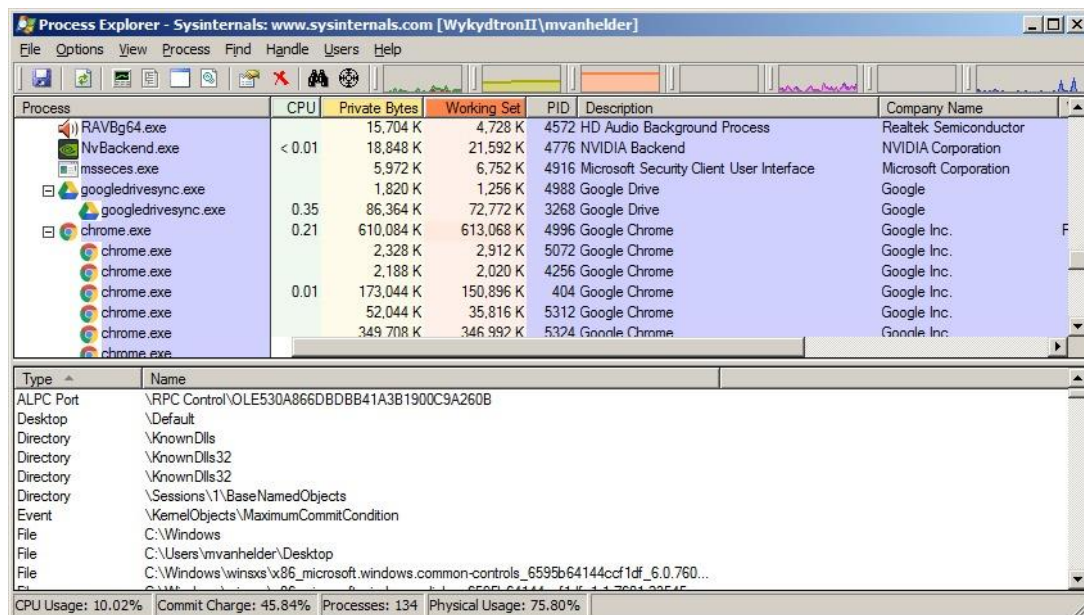 Process Explorer - Sysinternals: www.sysinternals.com [WykydtronII\mvanhelder]
File Options View Process Find Handle Users Help
Process CPU Private Bytes Working Set PID Description Company Name
RAVBg64.exe 15,704 K 4,728 K 4572 HD Audio Background Process Realtek Semiconductor
NvBackend.exe < 0.01 18,848 K 21,592 K 4776 NVIDIA Backend NVIDIA Corporation
msseces.exe 5,972 K 6,752 K 4916 Microsoft Security Client User Interface Microsoft Corporation
googledrivesync.exe 1,820 K 1,256 K 4988 Google Drive Google
googledrivesync.exe 0.35 86,364 K 72,772 K 3268 Google Drive Google
chrome.exe 0.21 610,084 K 613,068 K 4996 Google Chrome Google Inc. F
chrome.exe 2,328 K 2,912 K 5072 Google Chrome Google Inc.
chrome.exe 2,188 K 2,020 K 4256 Google Chrome Google Inc.
chrome.exe 0.01 173,044 K 150,896 K 404 Google Chrome Google Inc.
chrome.exe 52,044 K 35,816 K 5312 Google Chrome Google Inc.
chrome.exe 349,708 K 346,992 K 5324 Google Chrome Google Inc.
chrome.exe
Type Name
ALPC Port \RPC Control\OLE530A866DBDBB41A3B1900C9A260B
Desktop \Default
Directory \KnownDlls
Directory \KnownDlls32
Directory \KnownDlls32
Directory \Sessions\1\BaseNamedObjects
Event \KernelObjects\MaximumCommitCondition
File C:\Windows
File C:\Users\mvanhelder\Desktop
File C:\Windows\winsxs\x86_microsoft.windows.common-controls_6595b64144ccf1df_6.0.760...
CPU Usage: 10.02% Commit Charge: 45.84% Processes: 134 Physical Usage: 75.80%